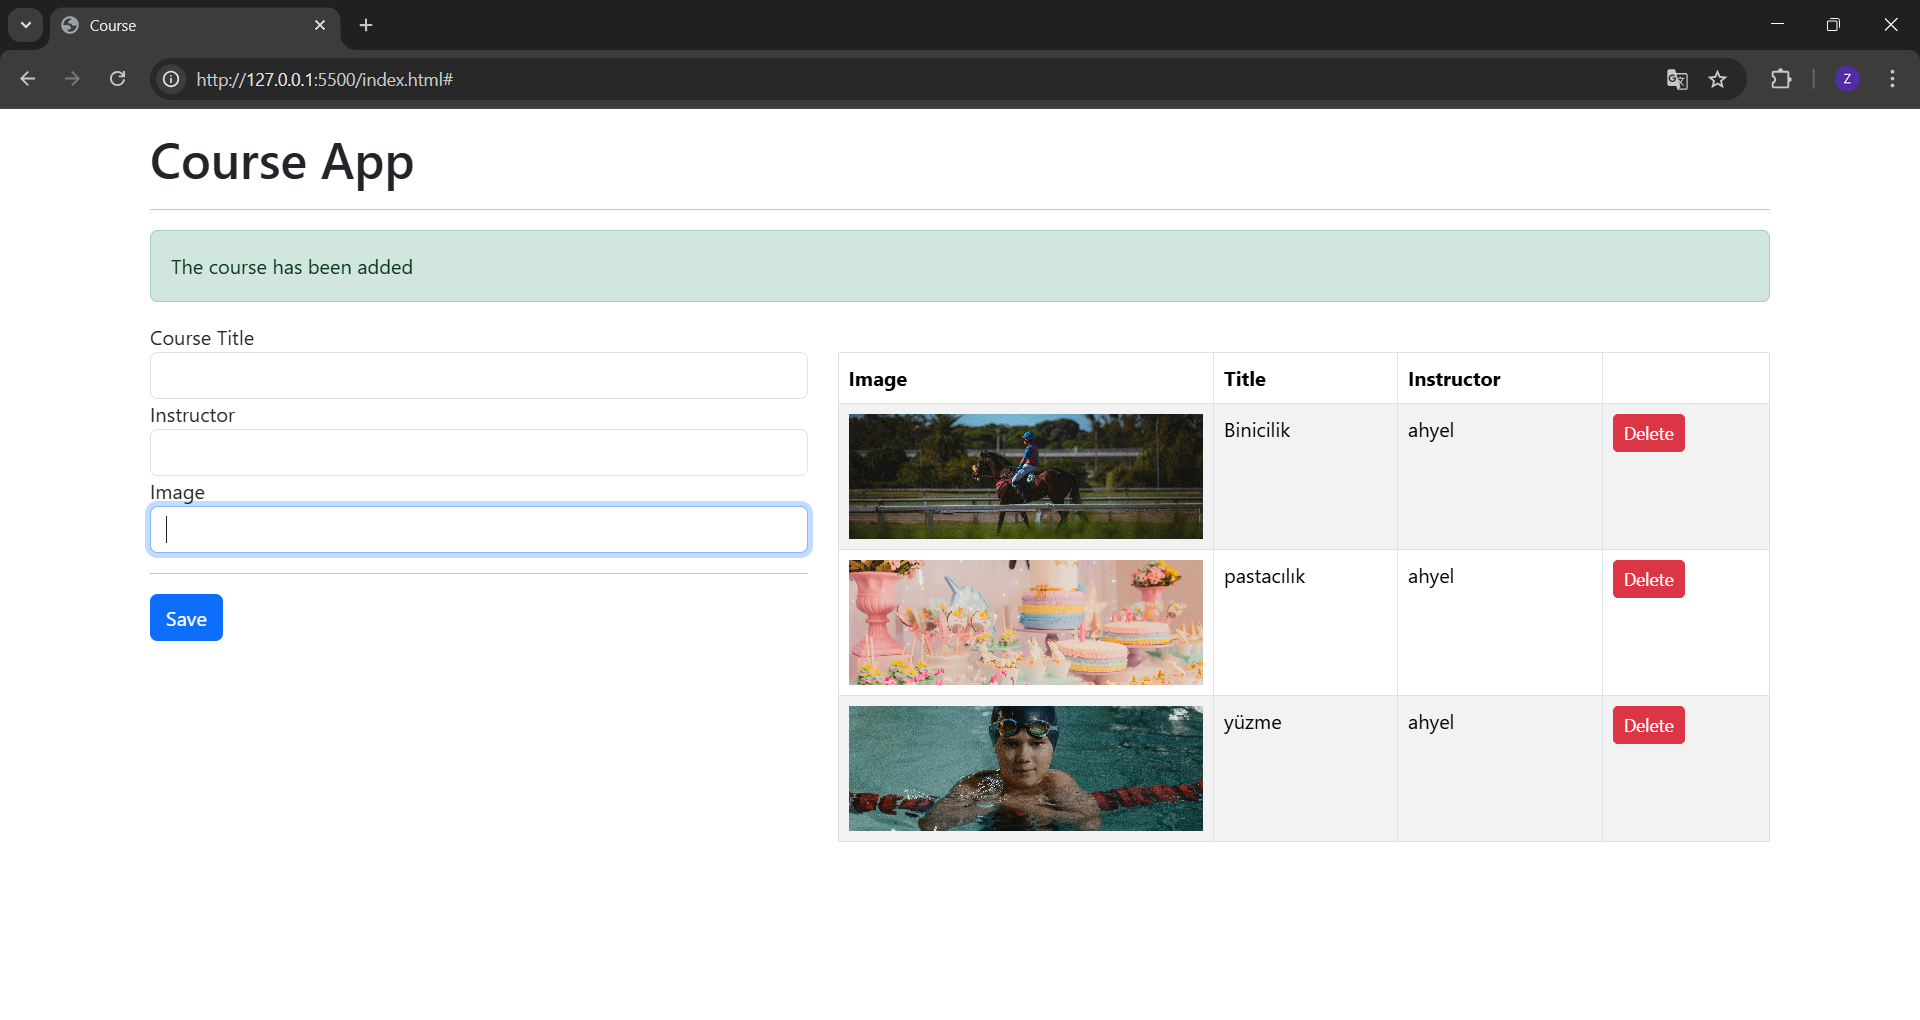 Course
http://127.0.0.1:5500/index.html#
Z
Course App
The course has been added
Course Title
Instructor
Image
Save
Image Title Instructor
Binicilik ahyel Delete
pastacılık ahyel Delete
yüzme ahyel Delete